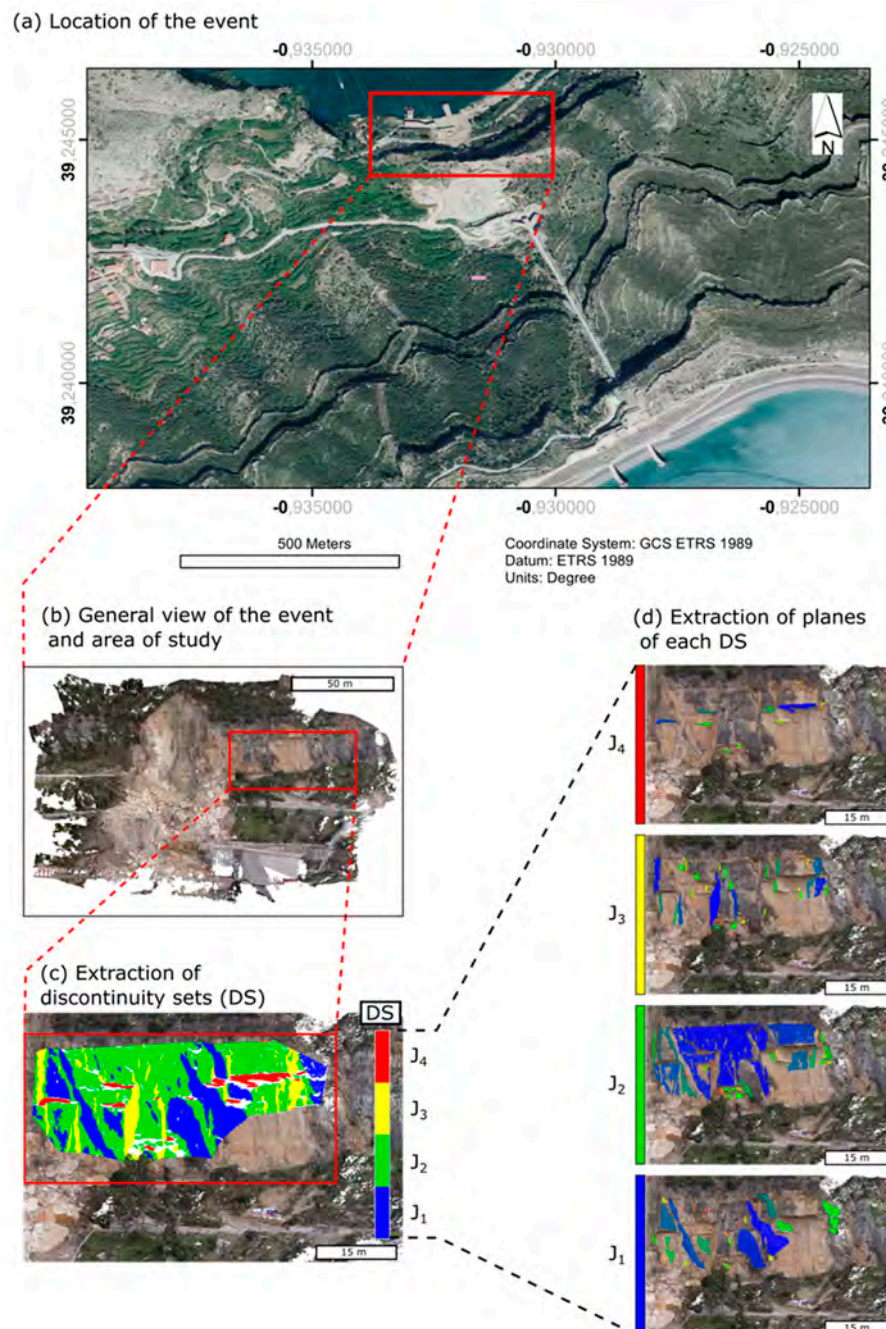 (a) Location of the event
-0,935000 -0,930000 -0,925000
39,245000
39,240000
N
-0,935000 -0,930000 -0,925000
500 Meters
Coordinate System: GCS ETRS 1989
Datum: ETRS 1989
Units: Degree
(b) General view of the event
and area of study
50 m
(c) Extraction of
discontinuity sets (DS)
DS
J4
J3
J2
J1
15 m
(d) Extraction of planes
of each DS
J4
15 m
J3
15 m
J2
15 m
J1
15 m